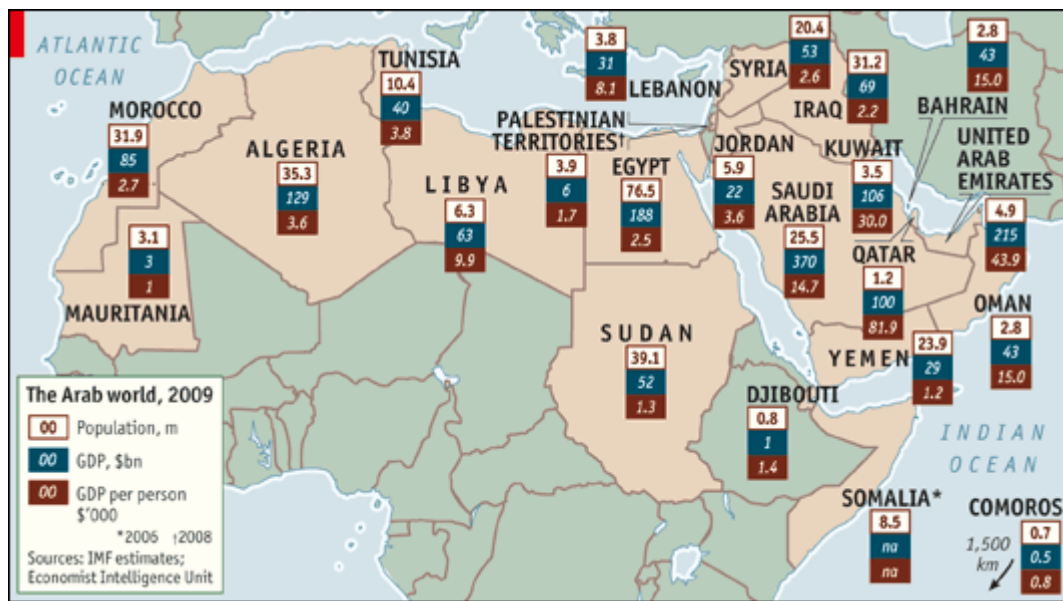 ATLANTIC
OCEAN
MOROCCO
31.9
85
2.7
ALGERIA
35.3
129
3.6
TUNISIA
10.4
40
3.8
LIBYA
6.3
63
9.9
3.1
3
1
MAURITANIA
3.8
31
8.1
LEBANON
PALESTINIAN
TERRITORIES†
3.9
6
1.7
EGYPT
76.5
188
2.5
SYRIA
20.4
53
2.6
IRAQ
31.2
69
2.2
JORDAN
5.9
22
3.6
KUWAIT
3.5
106
30.0
SAUDI
ARABIA
25.5
370
14.7
2.8
43
15.0
BAHRAIN
UNITED
ARAB
EMIRATES
4.9
215
43.9
QATAR
1.2
100
81.9
OMAN
2.8
43
15.0
YEMEN
23.9
29
1.2
SUDAN
39.1
52
1.3
DJIBOUTI
0.8
1
1.4
SOMALIA*
8.5
na
na
INDIAN
OCEAN
COMOROS
0.7
0.5
0.8
1,500
km
The Arab world, 2009
00 Population, m
00 GDP, $bn
00 GDP per person
$'000
*2006 †2008
Sources: IMF estimates;
Economist Intelligence Unit